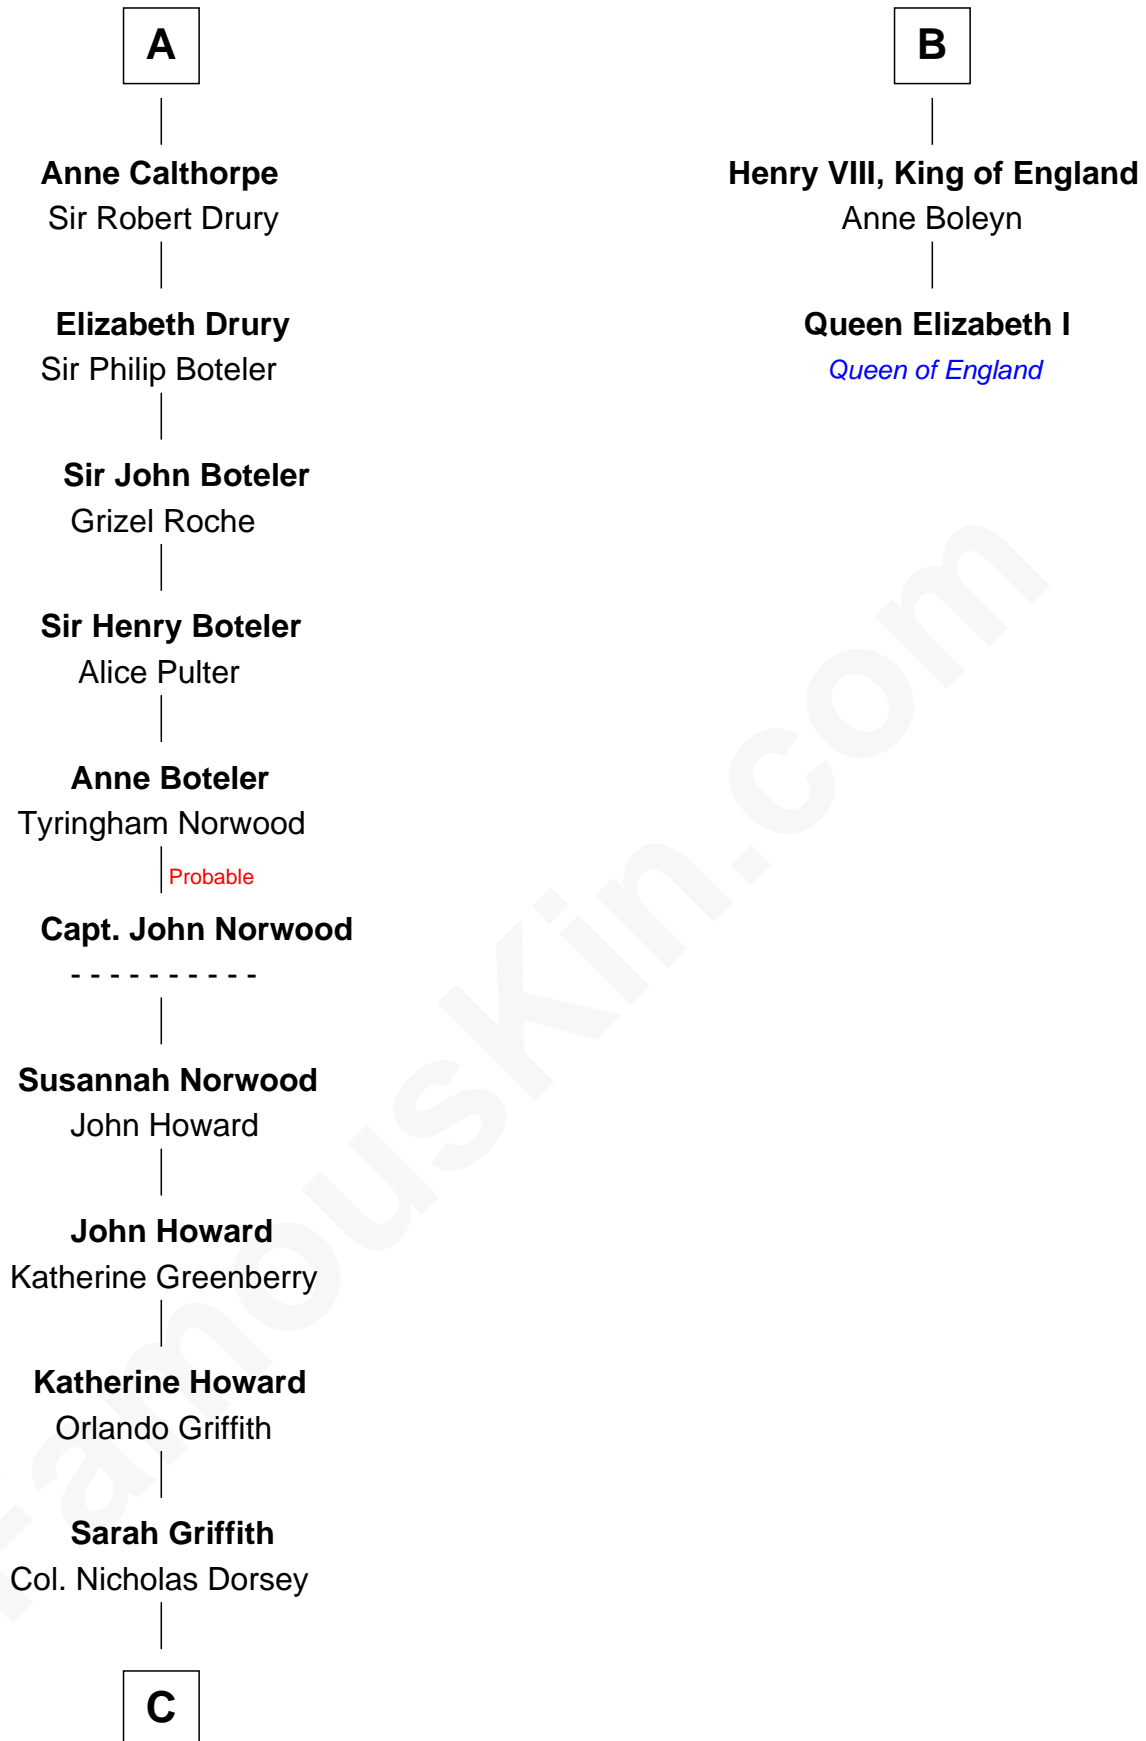 A
Anne Calthorpe
Sir Robert Drury
Elizabeth Drury
Sir Philip Boteler
Sir John Boteler
Grizel Roche
Sir Henry Boteler
Alice Pulter
Anne Boteler
Tyringham Norwood
Probable
Capt. John Norwood
- - - - - - - - - -
Susannah Norwood
John Howard
John Howard
Katherine Greenberry
Katherine Howard
Orlando Griffith
Sarah Griffith
Col. Nicholas Dorsey
C
B
Henry VIII, King of England
Anne Boleyn
Queen Elizabeth I
Queen of England
FamousKin.com